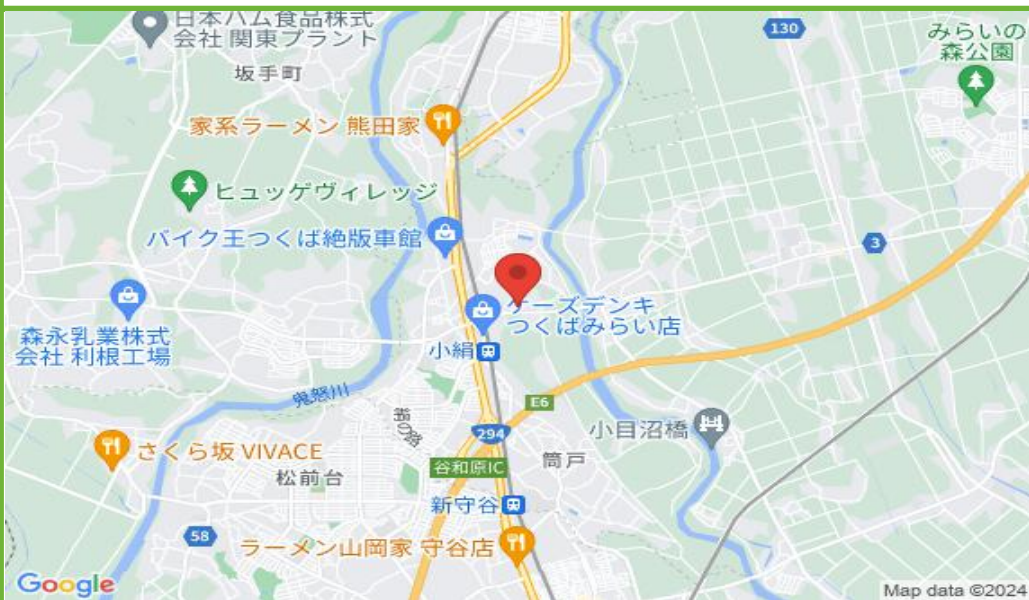 日本ハム食品株式
会社 関東プラント
坂手町
130
みらいの
森公園
家系ラーメン 熊田家
ヒュッゲヴィレッジ
バイク王つくば絶版車館
3
ケーズデンキ
つくばみらい店
森永乳業株式
会社 利根工場
小絹
鬼怒川
E6
294
小目沼橋
さくら坂 VIVACE
松前台
谷和原IC
筒戸
新守谷
58
ラーメン山岡家 守谷店
Google
Map data ©2024